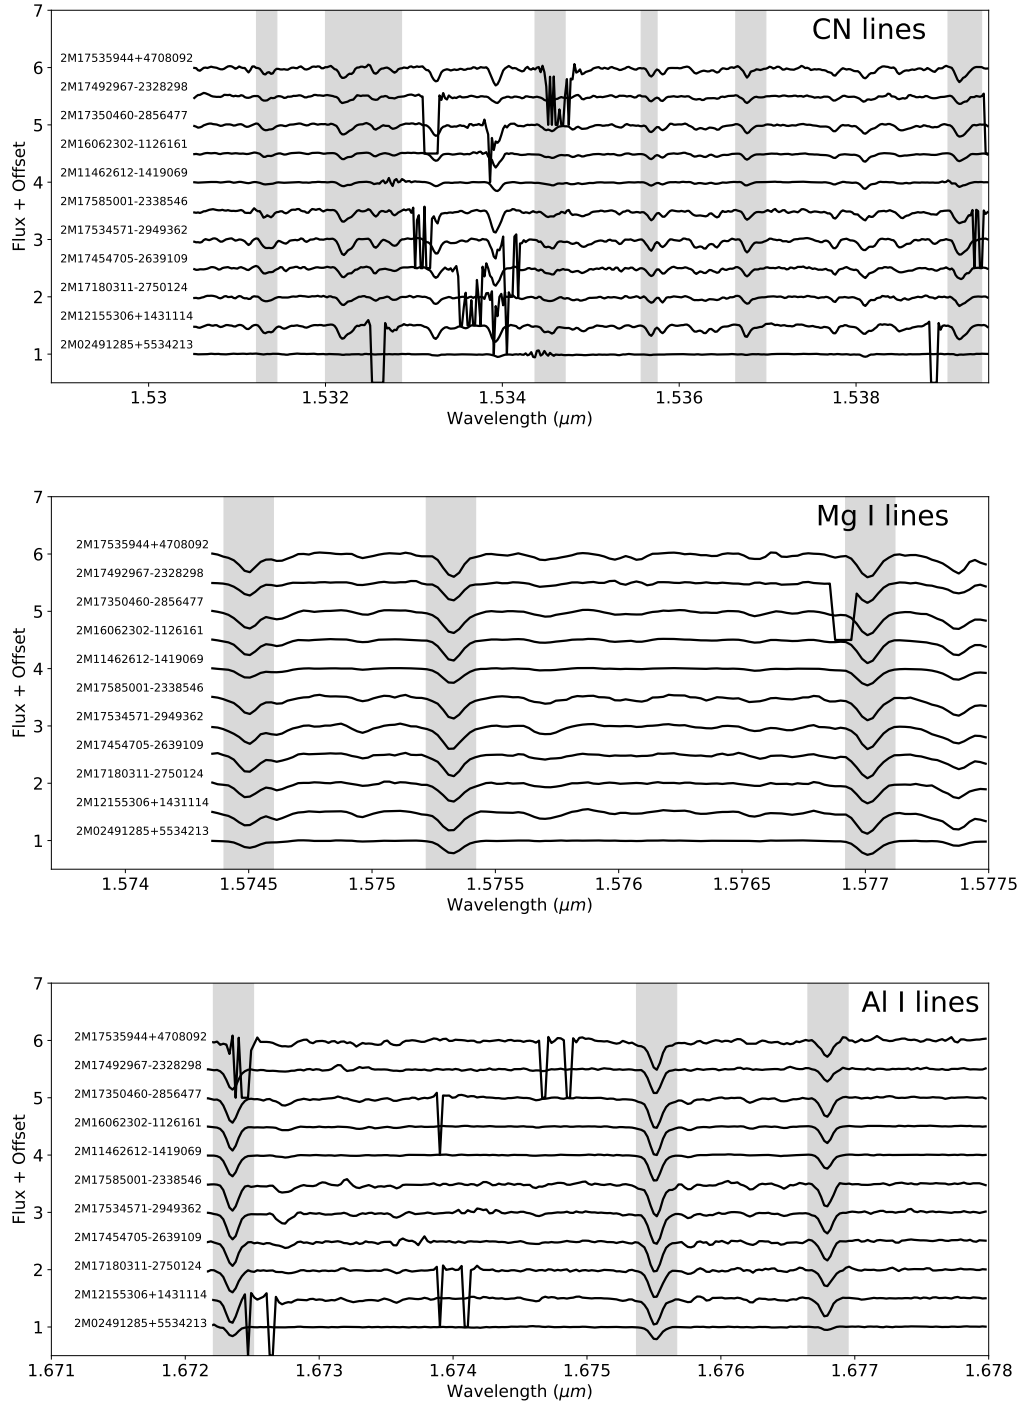 CN lines
7
2M17535944+4708092
6
2M17492967-2328298
2M17350460-2856477
5
2M16062302-1126161
2M11462612-1419069
4
2M17585001-2338546
2M17534571-2949362
3
2M17454705-2639109
2M17180311-2750124
2
2M12155306+1431114
2M02491285+5534213
1
Flux + Offset
1.53 1.532 1.534 1.536 1.538
Wavelength (μm)
Mg I lines
7
2M17535944+4708092
6
2M17492967-2328298
2M17350460-2856477
5
2M16062302-1126161
2M11462612-1419069
4
2M17585001-2338546
2M17534571-2949362
3
2M17454705-2639109
2M17180311-2750124
2
2M12155306+1431114
2M02491285+5534213
1
Flux + Offset
1.574 1.5745 1.575 1.5755 1.576 1.5765 1.577 1.5775
Wavelength (μm)
Al I lines
7
2M17535944+4708092
6
2M17492967-2328298
2M17350460-2856477
5
2M16062302-1126161
2M11462612-1419069
4
2M17585001-2338546
2M17534571-2949362
3
2M17454705-2639109
2M17180311-2750124
2
2M12155306+1431114
2M02491285+5534213
1
Flux + Offset
1.671 1.672 1.673 1.674 1.675 1.676 1.677 1.678
Wavelength (μm)